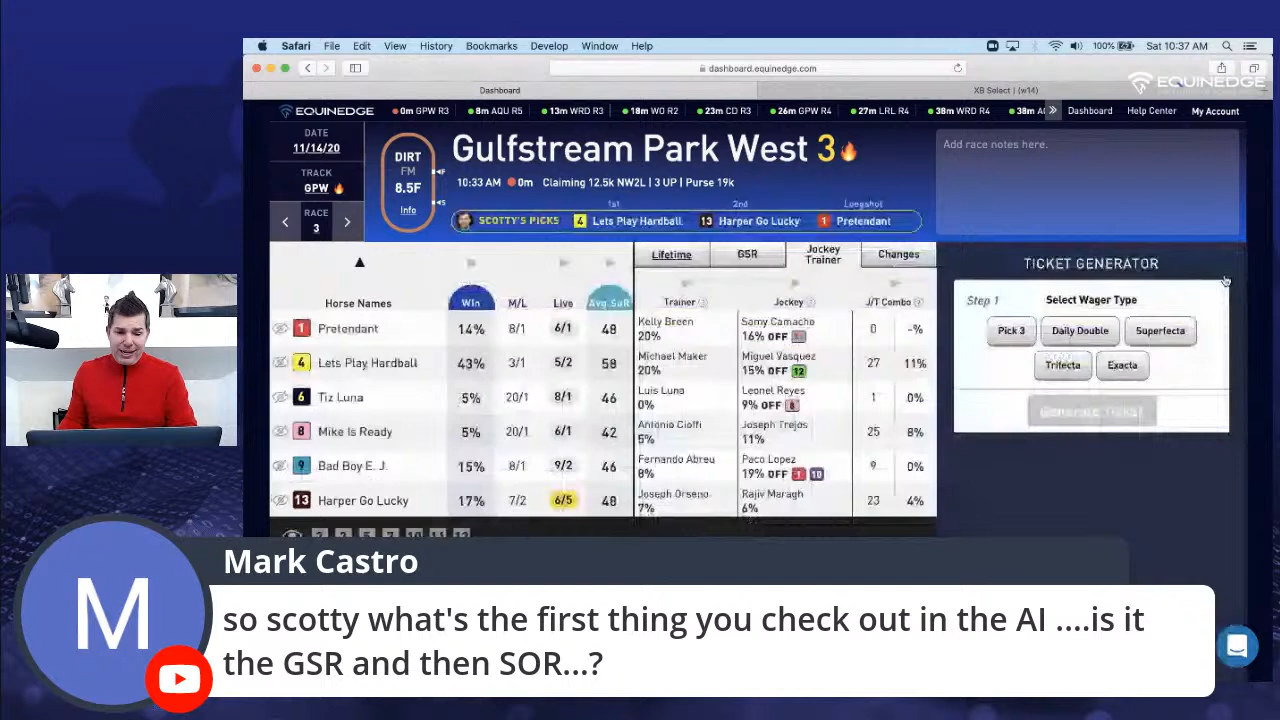 Safari File Edit View History Bookmarks Develop Window Help 100% Sat 10:37 AM
dashboard.equinedge.com
Dashboard XB Select | (w14)
EQUINEDGE
EQUINEDGE 0m GPW R3 8m AQU R5 13m WRD R3 18m WO R2 23m CD R3 26m GPW R4 27m LRL R4 38m WRD R4 38m » Dashboard Help Center My Account
DATE
11/14/20
TRACK
GPW
RACE
3
DIRT
FM
8.5F
Info
Gulfstream Park West 3
10:33 AM 0m Claiming 12.5k NW2L | 3 UP | Purse 19k
1st 2nd Longshot
SCOTTY'S PICKS 4 Lets Play Hardball 13 Harper Go Lucky 1 Pretendant
Add race notes here.
Lifetime GSR Jockey Trainer Changes
Horse Names Win M/L Live Avg.SoR Trainer Jockey J/T Combo
1 Pretendant 14% 8/1 6/1 48 Kelly Breen 20% Samy Camacho 16% OFF 0 -%
4 Lets Play Hardball 43% 3/1 5/2 58 Michael Maker 20% Miguel Vasquez 15% OFF 12 27 11%
6 Tiz Luna 5% 20/1 8/1 46 Luis Luna 0% Leonel Reyes 9% OFF 8 1 0%
8 Mike Is Ready 5% 20/1 6/1 42 Antonio Cioffi 5% Joseph Trejos 11% 25 8%
9 Bad Boy E. J. 15% 8/1 9/2 46 Fernando Abreu 8% Paco Lopez 19% OFF 1 10 9 0%
13 Harper Go Lucky 17% 7/2 6/5 48 Joseph Orseno 7% Rajiv Maragh 6% 23 4%
TICKET GENERATOR
Step 1 Select Wager Type
Pick 3 Daily Double Superfecta
Trifecta Exacta
Generate Ticket
M
Mark Castro
so scotty what's the first thing you check out in the AI ....is it
the GSR and then SOR...?